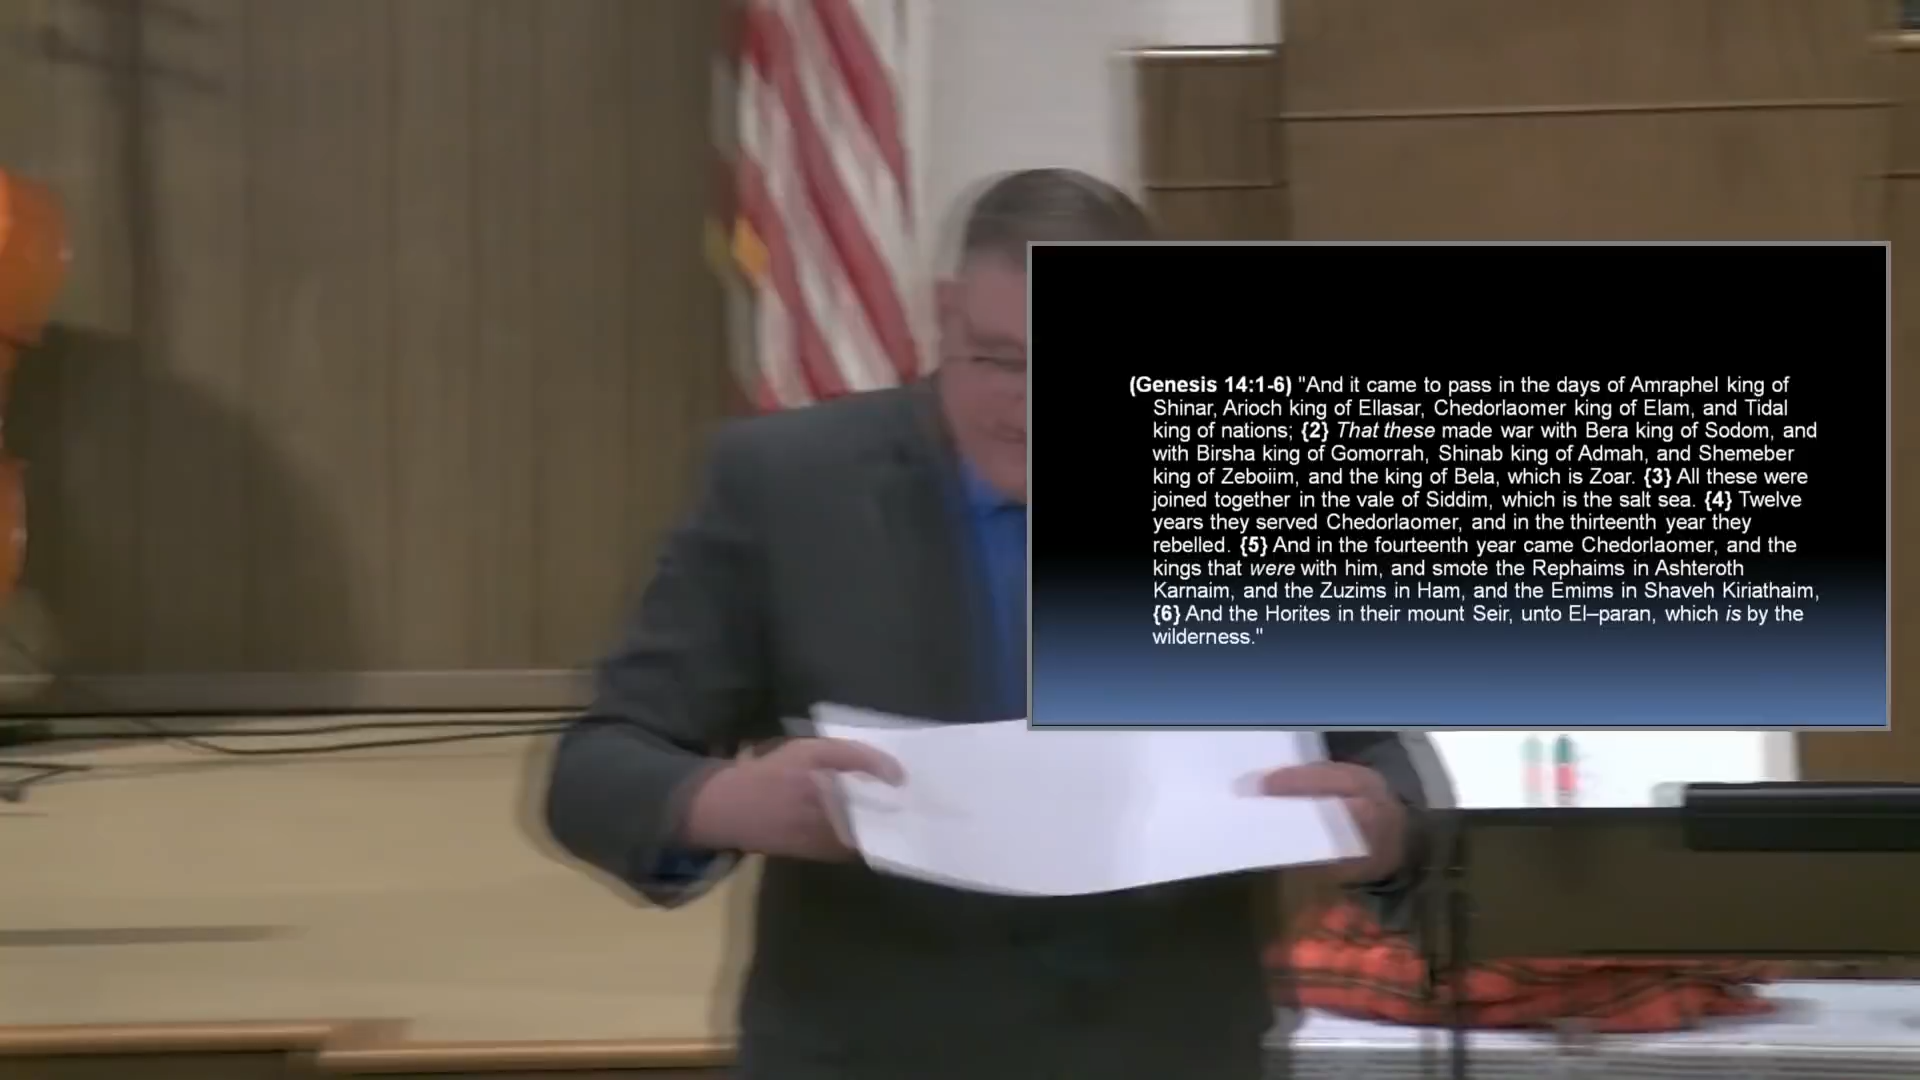 (Genesis 14:1-6) "And it came to pass in the days of Amraphel king of
Shinar, Arioch king of Ellasar, Chedorlaomer king of Elam, and Tidal
king of nations; {2} That these made war with Bera king of Sodom, and
with Birsha king of Gomorrah, Shinab king of Admah, and Shemeber
king of Zeboiim, and the king of Bela, which is Zoar. {3} All these were
joined together in the vale of Siddim, which is the salt sea. {4} Twelve
years they served Chedorlaomer, and in the thirteenth year they
rebelled. {5} And in the fourteenth year came Chedorlaomer, and the
kings that were with him, and smote the Rephaims in Ashteroth
Karnaim, and the Zuzims in Ham, and the Emims in Shaveh Kiriathaim,
{6} And the Horites in their mount Seir, unto El–paran, which is by the
wilderness."